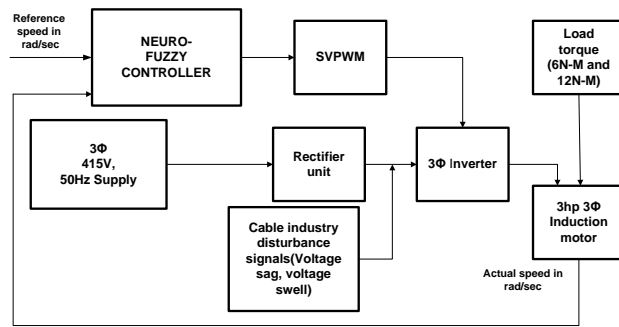 Reference
speed in
rad/sec
NEURO-
FUZZY
CONTROLLER
SVPWM
Load
torque
(6N-M and
12N-M)
3Φ
415V,
50Hz Supply
Rectifier
unit
3Φ Inverter
3hp 3Φ
Induction
motor
Cable industry
disturbance
signals(Voltage
sag, voltage
swell)
Actual speed in
rad/sec